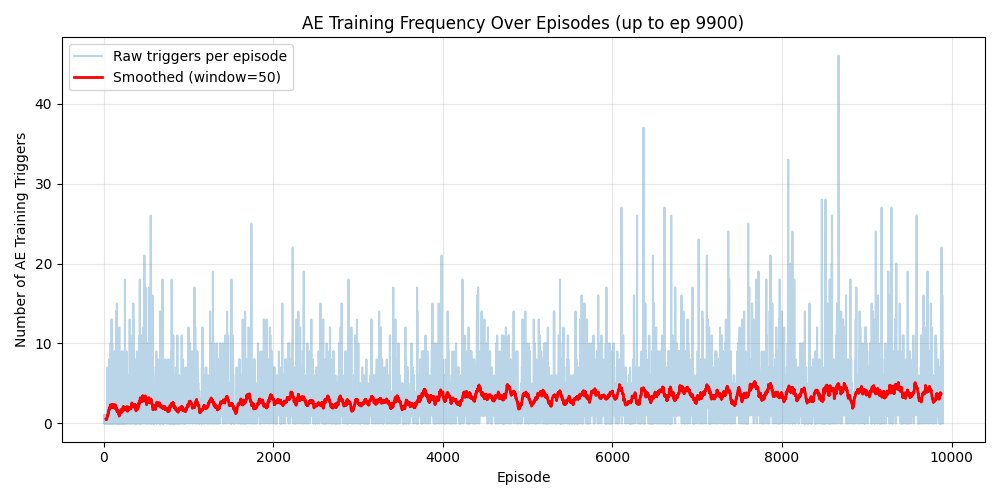 AE Training Frequency Over Episodes (up to ep 9900)
Raw triggers per episode
Smoothed (window=50)
Number of AE Training Triggers
40
30
20
10
0
0 2000 4000 6000 8000 10000
Episode